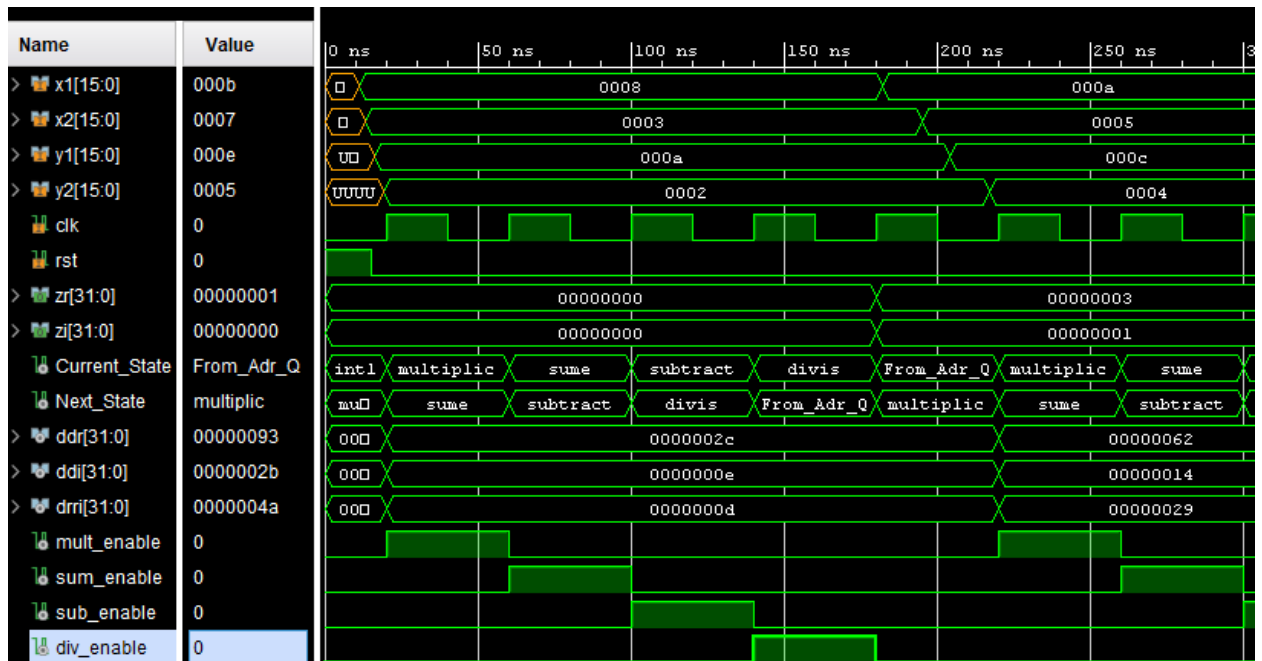 Name Value 0 ns 50 ns 100 ns 150 ns 200 ns 250 ns 3
x1[15:0] 000b 0008 000a
x2[15:0] 0007 0003 0005
y1[15:0] 000e U 000a 000c
y2[15:0] 0005 UUUU 0002 0004
clk 0
rst 0
zr[31:0] 00000001 00000000 00000003
zi[31:0] 00000000 00000000 00000001
Current_State From_Adr_Q intl multiplic sume subtract divis From_Adr_Q multiplic sume
Next_State multiplic mu sume subtract divis From_Adr_Q multiplic sume subtract
ddr[31:0] 00000093 00 0000002c 00000062
ddi[31:0] 0000002b 00 0000000e 00000014
drri[31:0] 0000004a 00 0000000d 00000029
mult_enable 0
sum_enable 0
sub_enable 0
div_enable 0